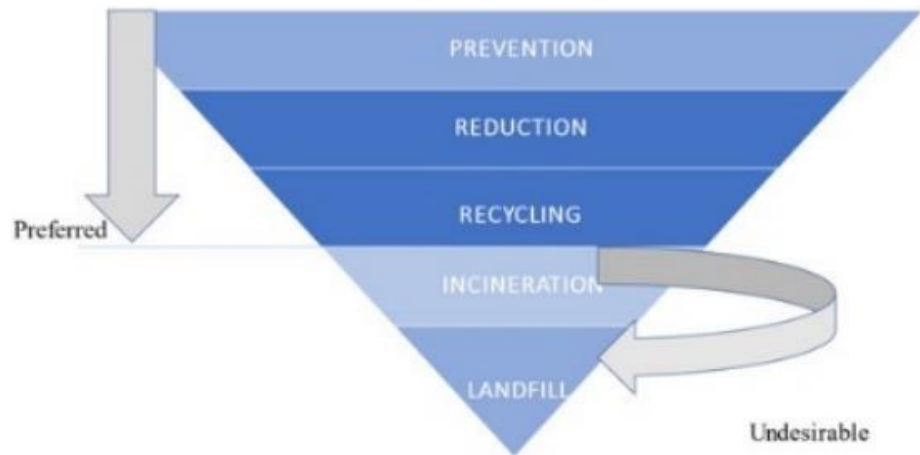 PREVENTION
REDUCTION
RECYCLING
Preferred
INCINERATION
LANDFILL
Undesirable